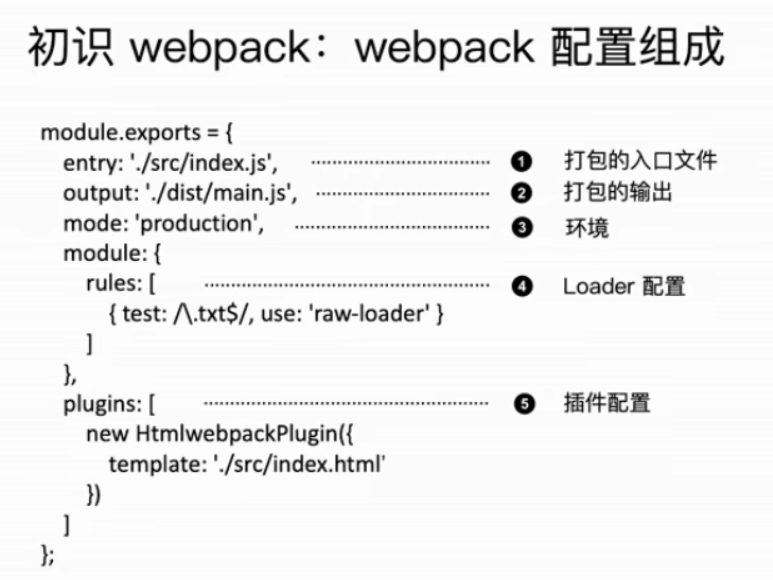 初识 webpack：webpack 配置组成
module.exports = {
entry: './src/index.js', ❶ 打包的入口文件
output: './dist/main.js', ❷ 打包的输出
mode: 'production', ❸ 环境
module: {
rules: [ ❹ Loader 配置
{ test: /\.txt$/, use: 'raw-loader' }
]
},
plugins: [ ❺ 插件配置
new HtmlwebpackPlugin({
template: './src/index.html'
})
]
};